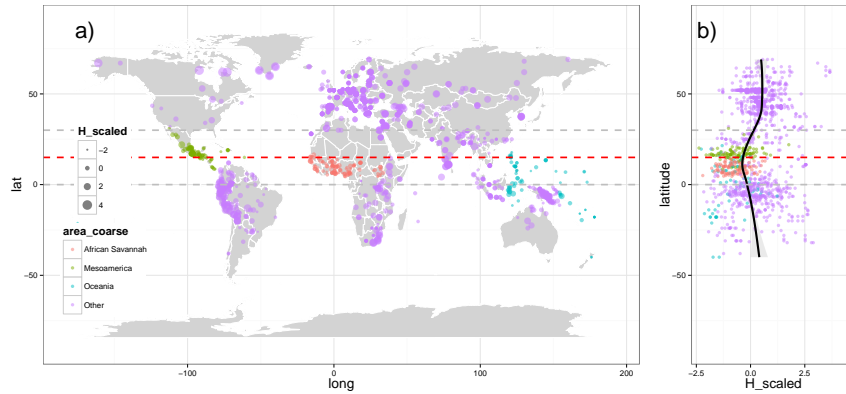 a)
b)
lat
50
0
−50
H_scaled
−2
0
2
4
area_coarse
African Savannah
Mesoamerica
Oceania
Other
−100
0
100
200
long
latitude
50
0
−50
−2.5
0.0
2.5
H_scaled